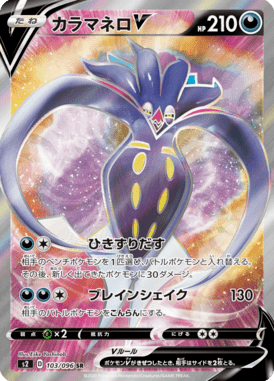 たね カラマネロV HP210
ひきずりだす
相手のベンチポケモンを1匹選び、バトルポケモンと入れ替える。
その後、新しく出てきたポケモンに30ダメージ。
ブレインシェイク 130
相手のバトルポケモンをこんらんにする。
弱点 ×2 抵抗力 にげる
Vルール
ポケモンVがきぜつしたとき、相手はサイドを2枚とる。
S2 D 103/096 SR